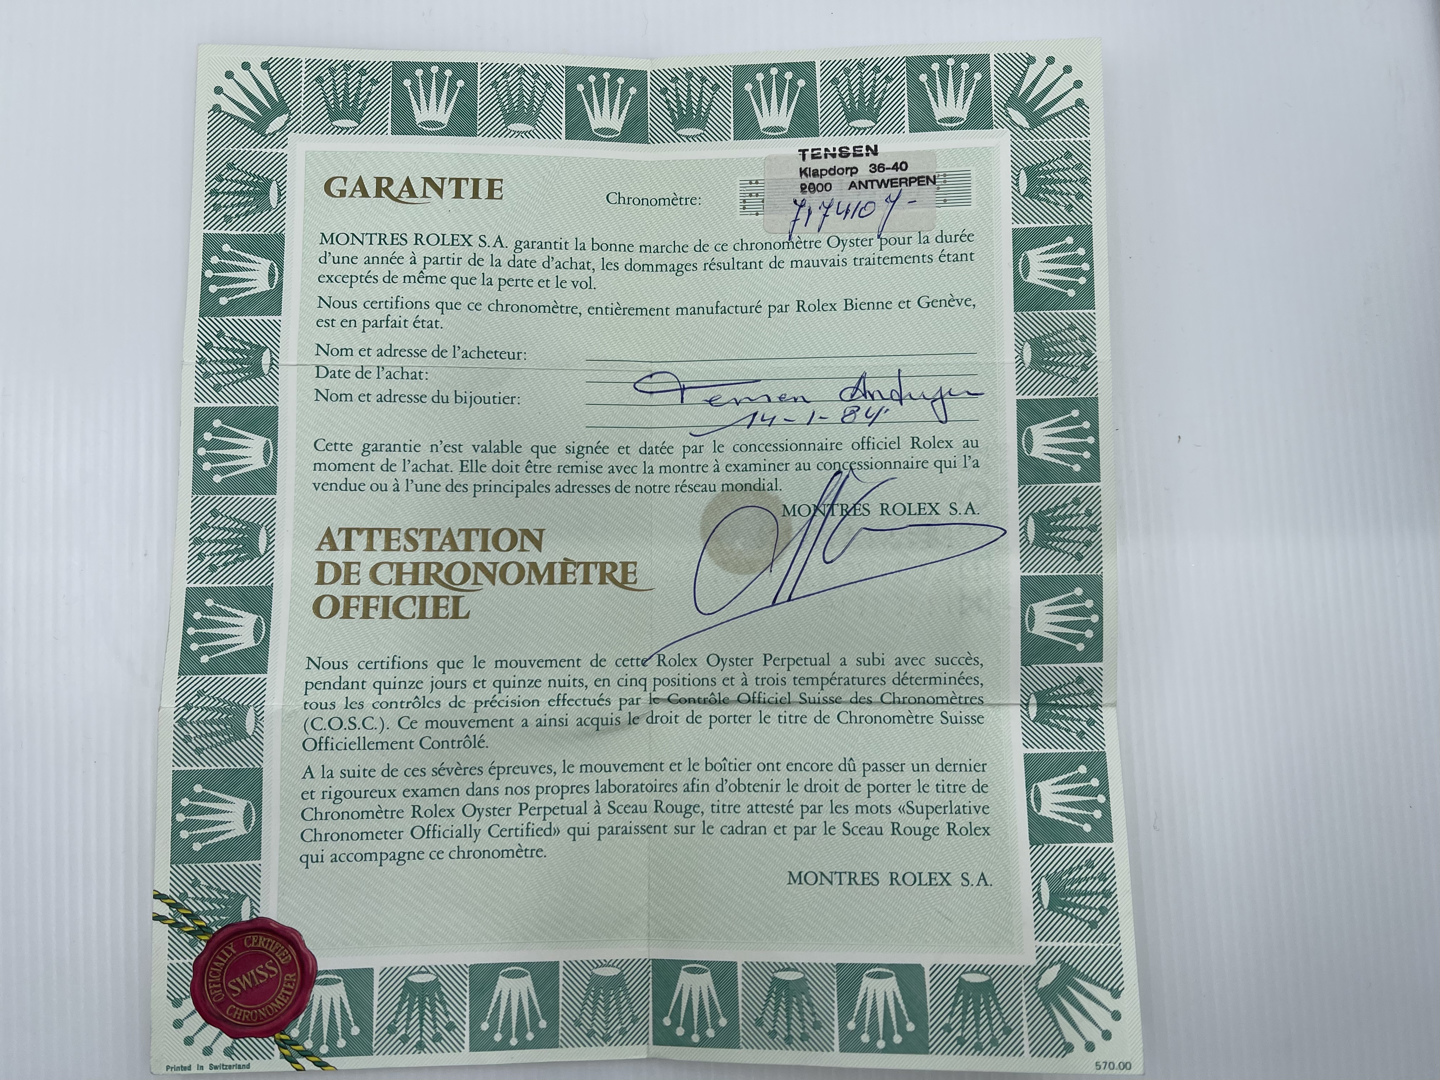 GARANTIE
Chronomètre:
TENSEN
Klapdorp 36-40
2000 ANTWERPEN
MONTRES ROLEX S.A. garantit la bonne marche de ce chronomètre Oyster pour la durée
d'une année à partir de la date d'achat, les dommages résultant de mauvais traitements étant
exceptés de même que la perte et le vol.
Nous certifions que ce chronomètre, entièrement manufacturé par Rolex Bienne et Genève,
est en parfait état.
Nom et adresse de l'acheteur:
Date de l'achat:
Nom et adresse du bijoutier:
Tensen
14-1-84
Cette garantie n'est valable que signée et datée par le concessionnaire officiel Rolex au
moment de l'achat. Elle doit être remise avec la montre à examiner au concessionnaire qui l'a
vendue ou à l'une des principales adresses de notre réseau mondial.
MONTRES ROLEX S.A.
ATTESTATION
DE CHRONOMÈTRE
OFFICIEL
Nous certifions que le mouvement de cette Rolex Oyster Perpetual a subi avec succès,
pendant quinze jours et quinze nuits, en cinq positions et à trois températures déterminées,
tous les contrôles de précision effectués par le Contrôle Officiel Suisse des Chronomètres
(C.O.S.C.). Ce mouvement a ainsi acquis le droit de porter le titre de Chronomètre Suisse
Officiellement Contrôlé.
A la suite de ces sévères épreuves, le mouvement et le boîtier ont encore dû passer un dernier
et rigoureux examen dans nos propres laboratoires afin d'obtenir le droit de porter le titre de
Chronomètre Rolex Oyster Perpetual à Sceau Rouge, titre attesté par les mots «Superlative
Chronometer Officially Certified» qui paraissent sur le cadran et par le Sceau Rouge Rolex
qui accompagne ce chronomètre.
MONTRES ROLEX S.A.
OFFICIALLY CERTIFIED
SWISS
CHRONOMETER
Printed in Switzerland
570.00